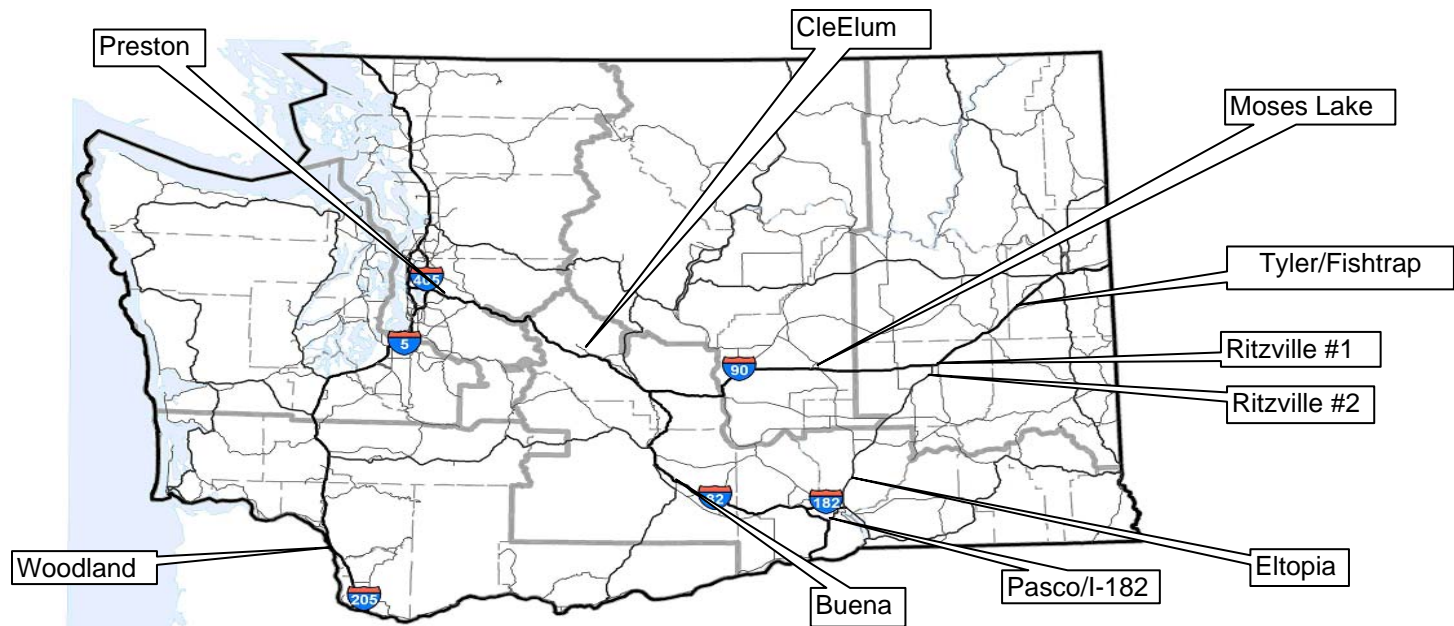 CleElum
Preston
Moses Lake
Tyler/Fishtrap
405
5
90
Ritzville #1
Ritzville #2
82
182
Woodland
205
Buena
Pasco/I-182
Eltopia